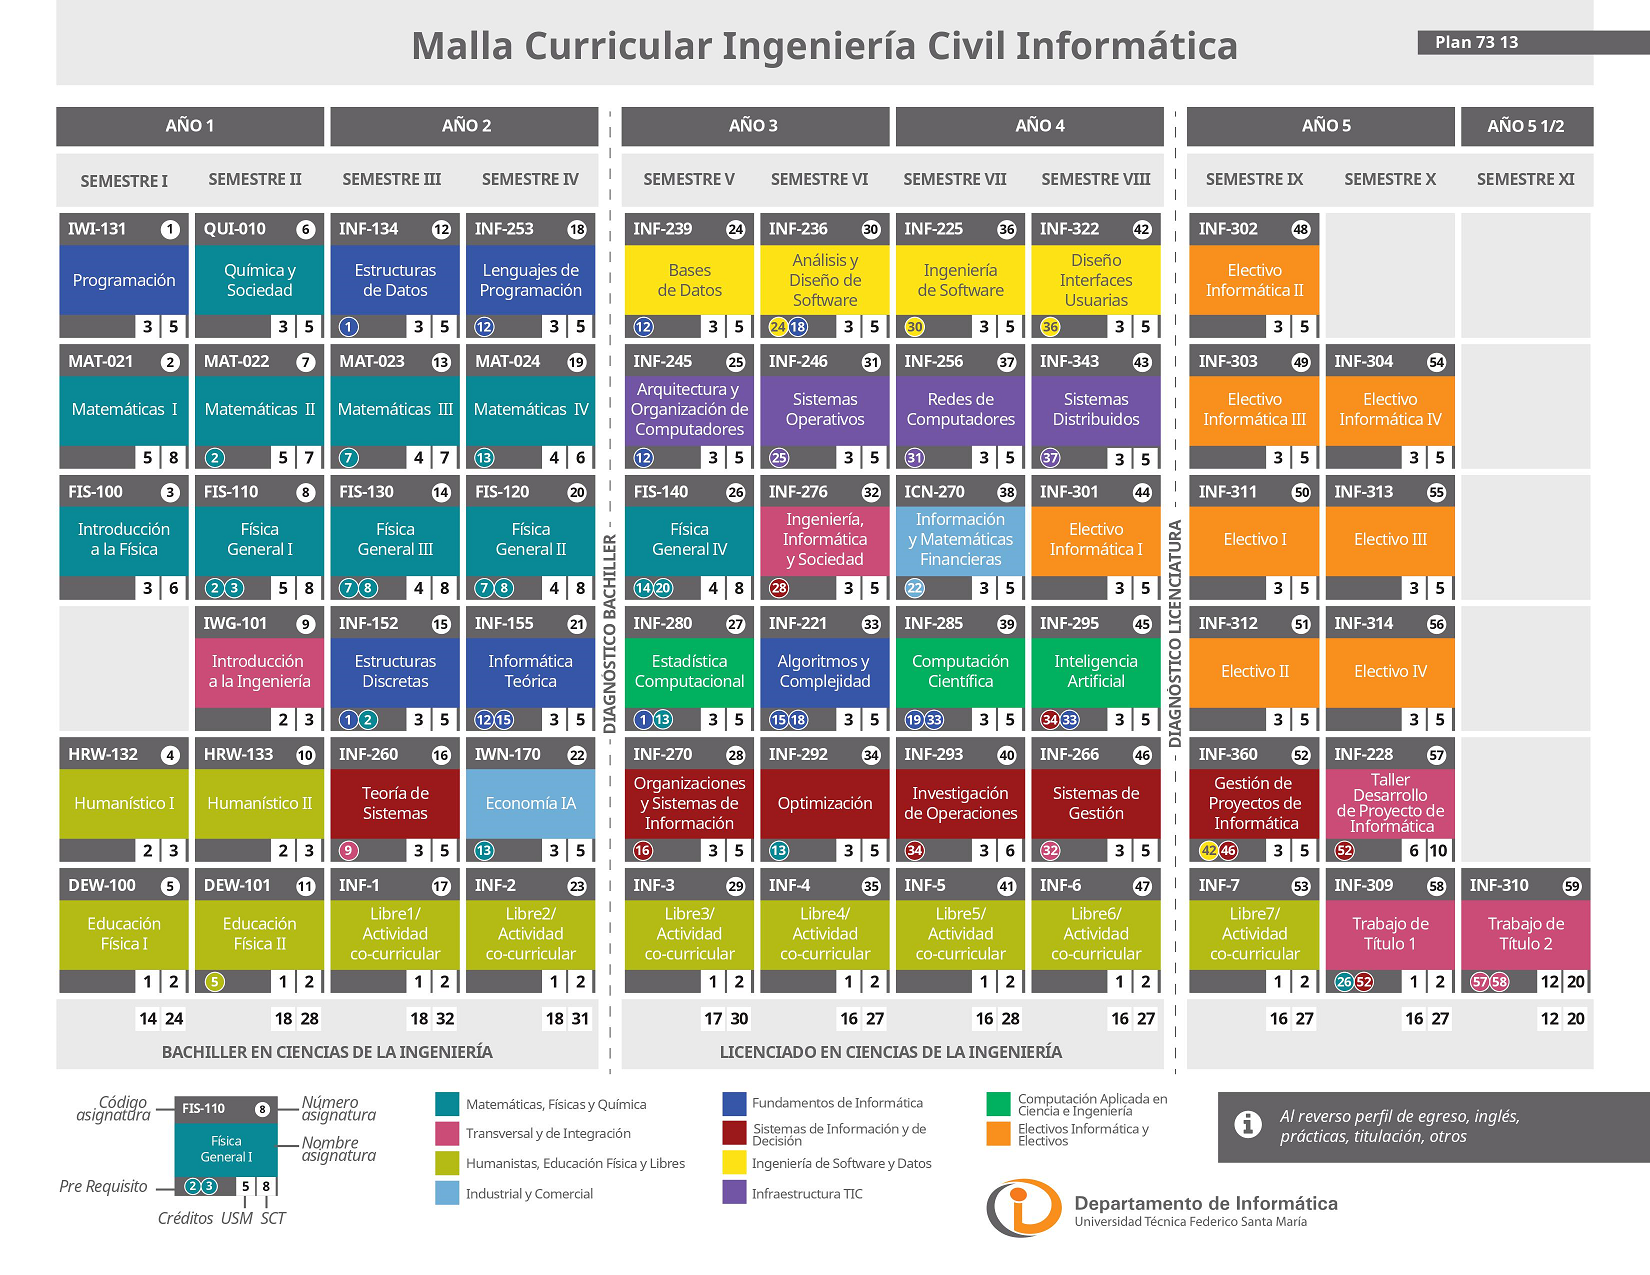 Malla Curricular Ingeniería Civil Informática
Plan 73 13
AÑO 1
AÑO 2
AÑO 3
AÑO 4
AÑO 5
AÑO 5 1/2
SEMESTRE I
SEMESTRE II
SEMESTRE III
SEMESTRE IV
SEMESTRE V
SEMESTRE VI
SEMESTRE VII
SEMESTRE VIII
SEMESTRE IX
SEMESTRE X
SEMESTRE XI
IWI-131 1
Programación
3 5
QUI-010 6
Química y
Sociedad
3 5
INF-134 12
Estructuras
de Datos
1 3 5
INF-253 18
Lenguajes de
Programación
12 3 5
INF-239 24
Bases
de Datos
12 3 5
INF-236 30
Análisis y
Diseño de
Software
24 18 3 5
INF-225 36
Ingeniería
de Software
30 3 5
INF-322 42
Diseño
Interfaces
Usuarias
36 3 5
INF-302 48
Electivo
Informática II
3 5
MAT-021 2
Matemáticas I
5 8
MAT-022 7
Matemáticas II
2 5 7
MAT-023 13
Matemáticas III
7 4 7
MAT-024 19
Matemáticas IV
13 4 6
INF-245 25
Arquitectura y
Organización de
Computadores
12 3 5
INF-246 31
Sistemas
Operativos
25 3 5
INF-256 37
Redes de
Computadores
31 3 5
INF-343 43
Sistemas
Distribuidos
37 3 5
INF-303 49
Electivo
Informática III
3 5
INF-304 54
Electivo
Informática IV
3 5
FIS-100 3
Introducción
a la Física
3 6
FIS-110 8
Física
General I
2 3 5 8
FIS-130 14
Física
General III
7 8 4 8
FIS-120 20
Física
General II
7 8 4 8
FIS-140 26
Física
General IV
14 20 4 8
INF-276 32
Ingeniería,
Informática
y Sociedad
28 3 5
ICN-270 38
Información
y Matemáticas
Financieras
22 3 5
INF-301 44
Electivo
Informática I
3 5
INF-311 50
Electivo I
3 5
INF-313 55
Electivo III
3 5
IWG-101 9
Introducción
a la Ingeniería
2 3
INF-152 15
Estructuras
Discretas
1 2 3 5
INF-155 21
Informática
Teórica
12 15 3 5
INF-280 27
Estadística
Computacional
1 13 3 5
INF-221 33
Algoritmos y
Complejidad
15 18 3 5
INF-285 39
Computación
Científica
19 33 3 5
INF-295 45
Inteligencia
Artificial
34 33 3 5
INF-312 51
Electivo II
3 5
INF-314 56
Electivo IV
3 5
HRW-132 4
Humanístico I
2 3
HRW-133 10
Humanístico II
2 3
INF-260 16
Teoría de
Sistemas
9 3 5
IWN-170 22
Economía IA
13 3 5
INF-270 28
Organizaciones
y Sistemas de
Información
16 3 5
INF-292 34
Optimización
13 3 5
INF-293 40
Investigación
de Operaciones
34 3 6
INF-266 46
Sistemas de
Gestión
32 3 5
INF-360 52
Gestión de
Proyectos de
Informática
42 46 3 5
INF-228 57
Taller
Desarrollo
de Proyecto de
Informática
52 6 10
DEW-100 5
Educación
Física I
1 2
DEW-101 11
Educación
Física II
5 1 2
INF-1 17
Libre1/
Actividad
co-curricular
1 2
INF-2 23
Libre2/
Actividad
co-curricular
1 2
INF-3 29
Libre3/
Actividad
co-curricular
1 2
INF-4 35
Libre4/
Actividad
co-curricular
1 2
INF-5 41
Libre5/
Actividad
co-curricular
1 2
INF-6 47
Libre6/
Actividad
co-curricular
1 2
INF-7 53
Libre7/
Actividad
co-curricular
1 2
INF-309 58
Trabajo de
Título 1
26 52 1 2
INF-310 59
Trabajo de
Título 2
57 58 12 20
DIAGNÓSTICO BACHILLER
DIAGNÓSTICO LICENCIATURA
14 24
18 28
18 32
18 31
17 30
16 27
16 28
16 27
16 27
16 27
12 20
BACHILLER EN CIENCIAS DE LA INGENIERÍA
LICENCIADO EN CIENCIAS DE LA INGENIERÍA
Código
asignatura
FIS-110 8
Física
General I
2 3 5 8
Número
asignatura
Nombre
asignatura
Pre Requisito
Créditos USM SCT
Matemáticas, Físicas y Química
Transversal y de Integración
Humanistas, Educación Física y Libres
Industrial y Comercial
Fundamentos de Informática
Sistemas de Información y de
Decisión
Ingeniería de Software y Datos
Infraestructura TIC
Computación Aplicada en
Ciencia e Ingeniería
Electivos Informática y
Electivos
Al reverso perfil de egreso, inglés,
prácticas, titulación, otros
Departamento de Informática
Universidad Técnica Federico Santa María